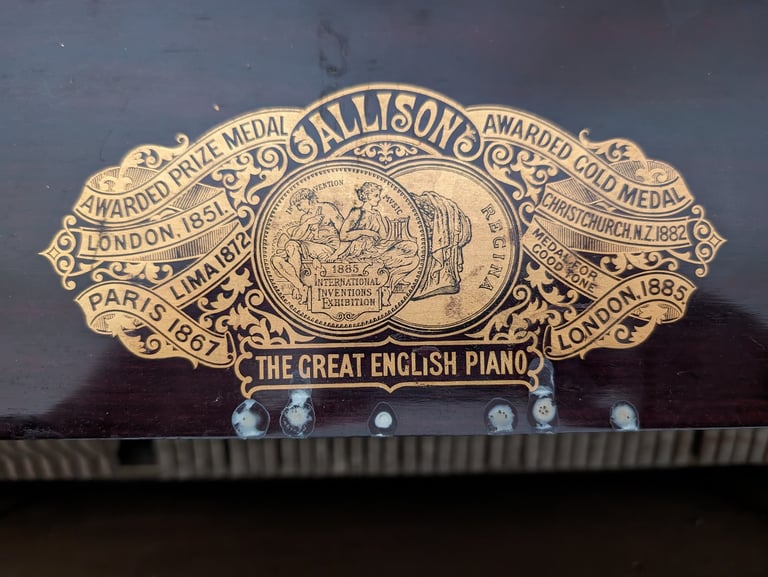 ALLISON
AWARDED PRIZE MEDAL
LONDON. 1851.
LIMA 1872
PARIS 1867
AWARDED GOLD MEDAL
CHRISTCHURCH. N.Z. 1882
MEDAL FOR
GOOD TONE
LONDON. 1885.
INVENTION
MUSIC
1885
INTERNATIONAL
INVENTIONS
EXHIBITION
REGINA
THE GREAT ENGLISH PIANO